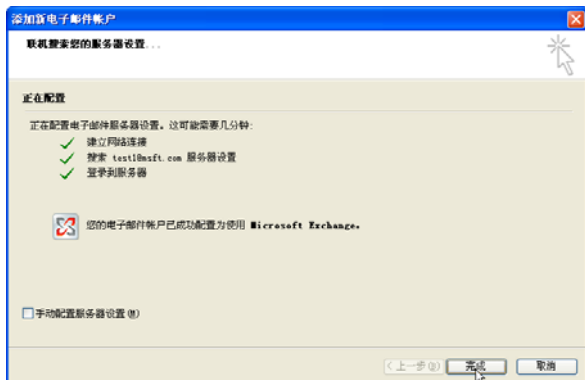 添加新电子邮件帐户
联机搜索您的服务器设置...
正在配置
正在配置电子邮件服务器设置。这可能需要几分钟:
建立网络连接
搜索 test1@msft.com 服务器设置
登录到服务器
您的电子邮件帐户已成功配置为使用 Microsoft Exchange。
手动配置服务器设置(M)
<上一步(B) 完成 取消